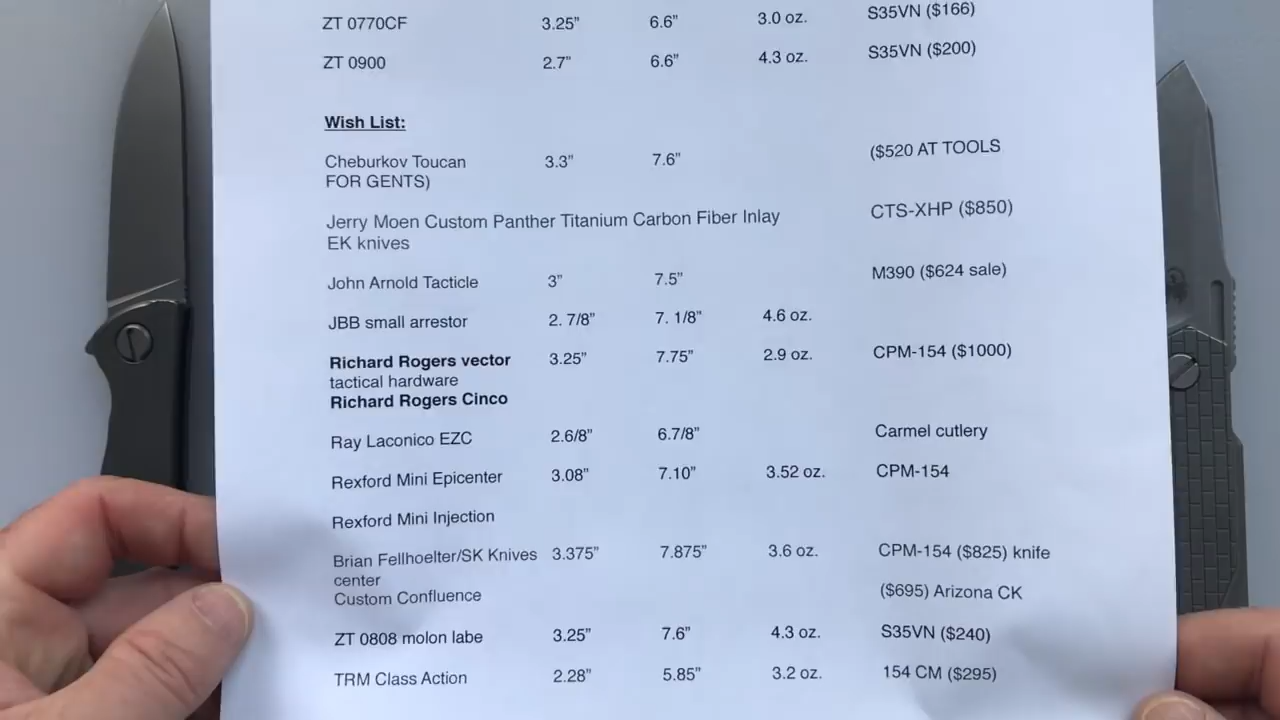 ZT 0770CF 3.25” 6.6” 3.0 oz. S35VN ($166)
ZT 0900 2.7" 6.6” 4.3 oz. S35VN ($200)
Wish List:
Cheburkov Toucan 3.3” 7.6” ($520 AT TOOLS
FOR GENTS)
Jerry Moen Custom Panther Titanium Carbon Fiber Inlay CTS-XHP ($850)
EK knives
John Arnold Tacticle 3” 7.5” M390 ($624 sale)
JBB small arrestor 2. 7/8” 7. 1/8” 4.6 oz.
Richard Rogers vector 3.25” 7.75” 2.9 oz. CPM-154 ($1000)
tactical hardware
Richard Rogers Cinco
Ray Laconico EZC 2.6/8” 6.7/8” Carmel cutlery
Rexford Mini Epicenter 3.08” 7.10” 3.52 oz. CPM-154
Rexford Mini Injection
Brian Fellhoelter/SK Knives 3.375” 7.875” 3.6 oz. CPM-154 ($825) knife
center
Custom Confluence ($695) Arizona CK
ZT 0808 molon labe 3.25” 7.6” 4.3 oz. S35VN ($240)
TRM Class Action 2.28” 5.85” 3.2 oz. 154 CM ($295)